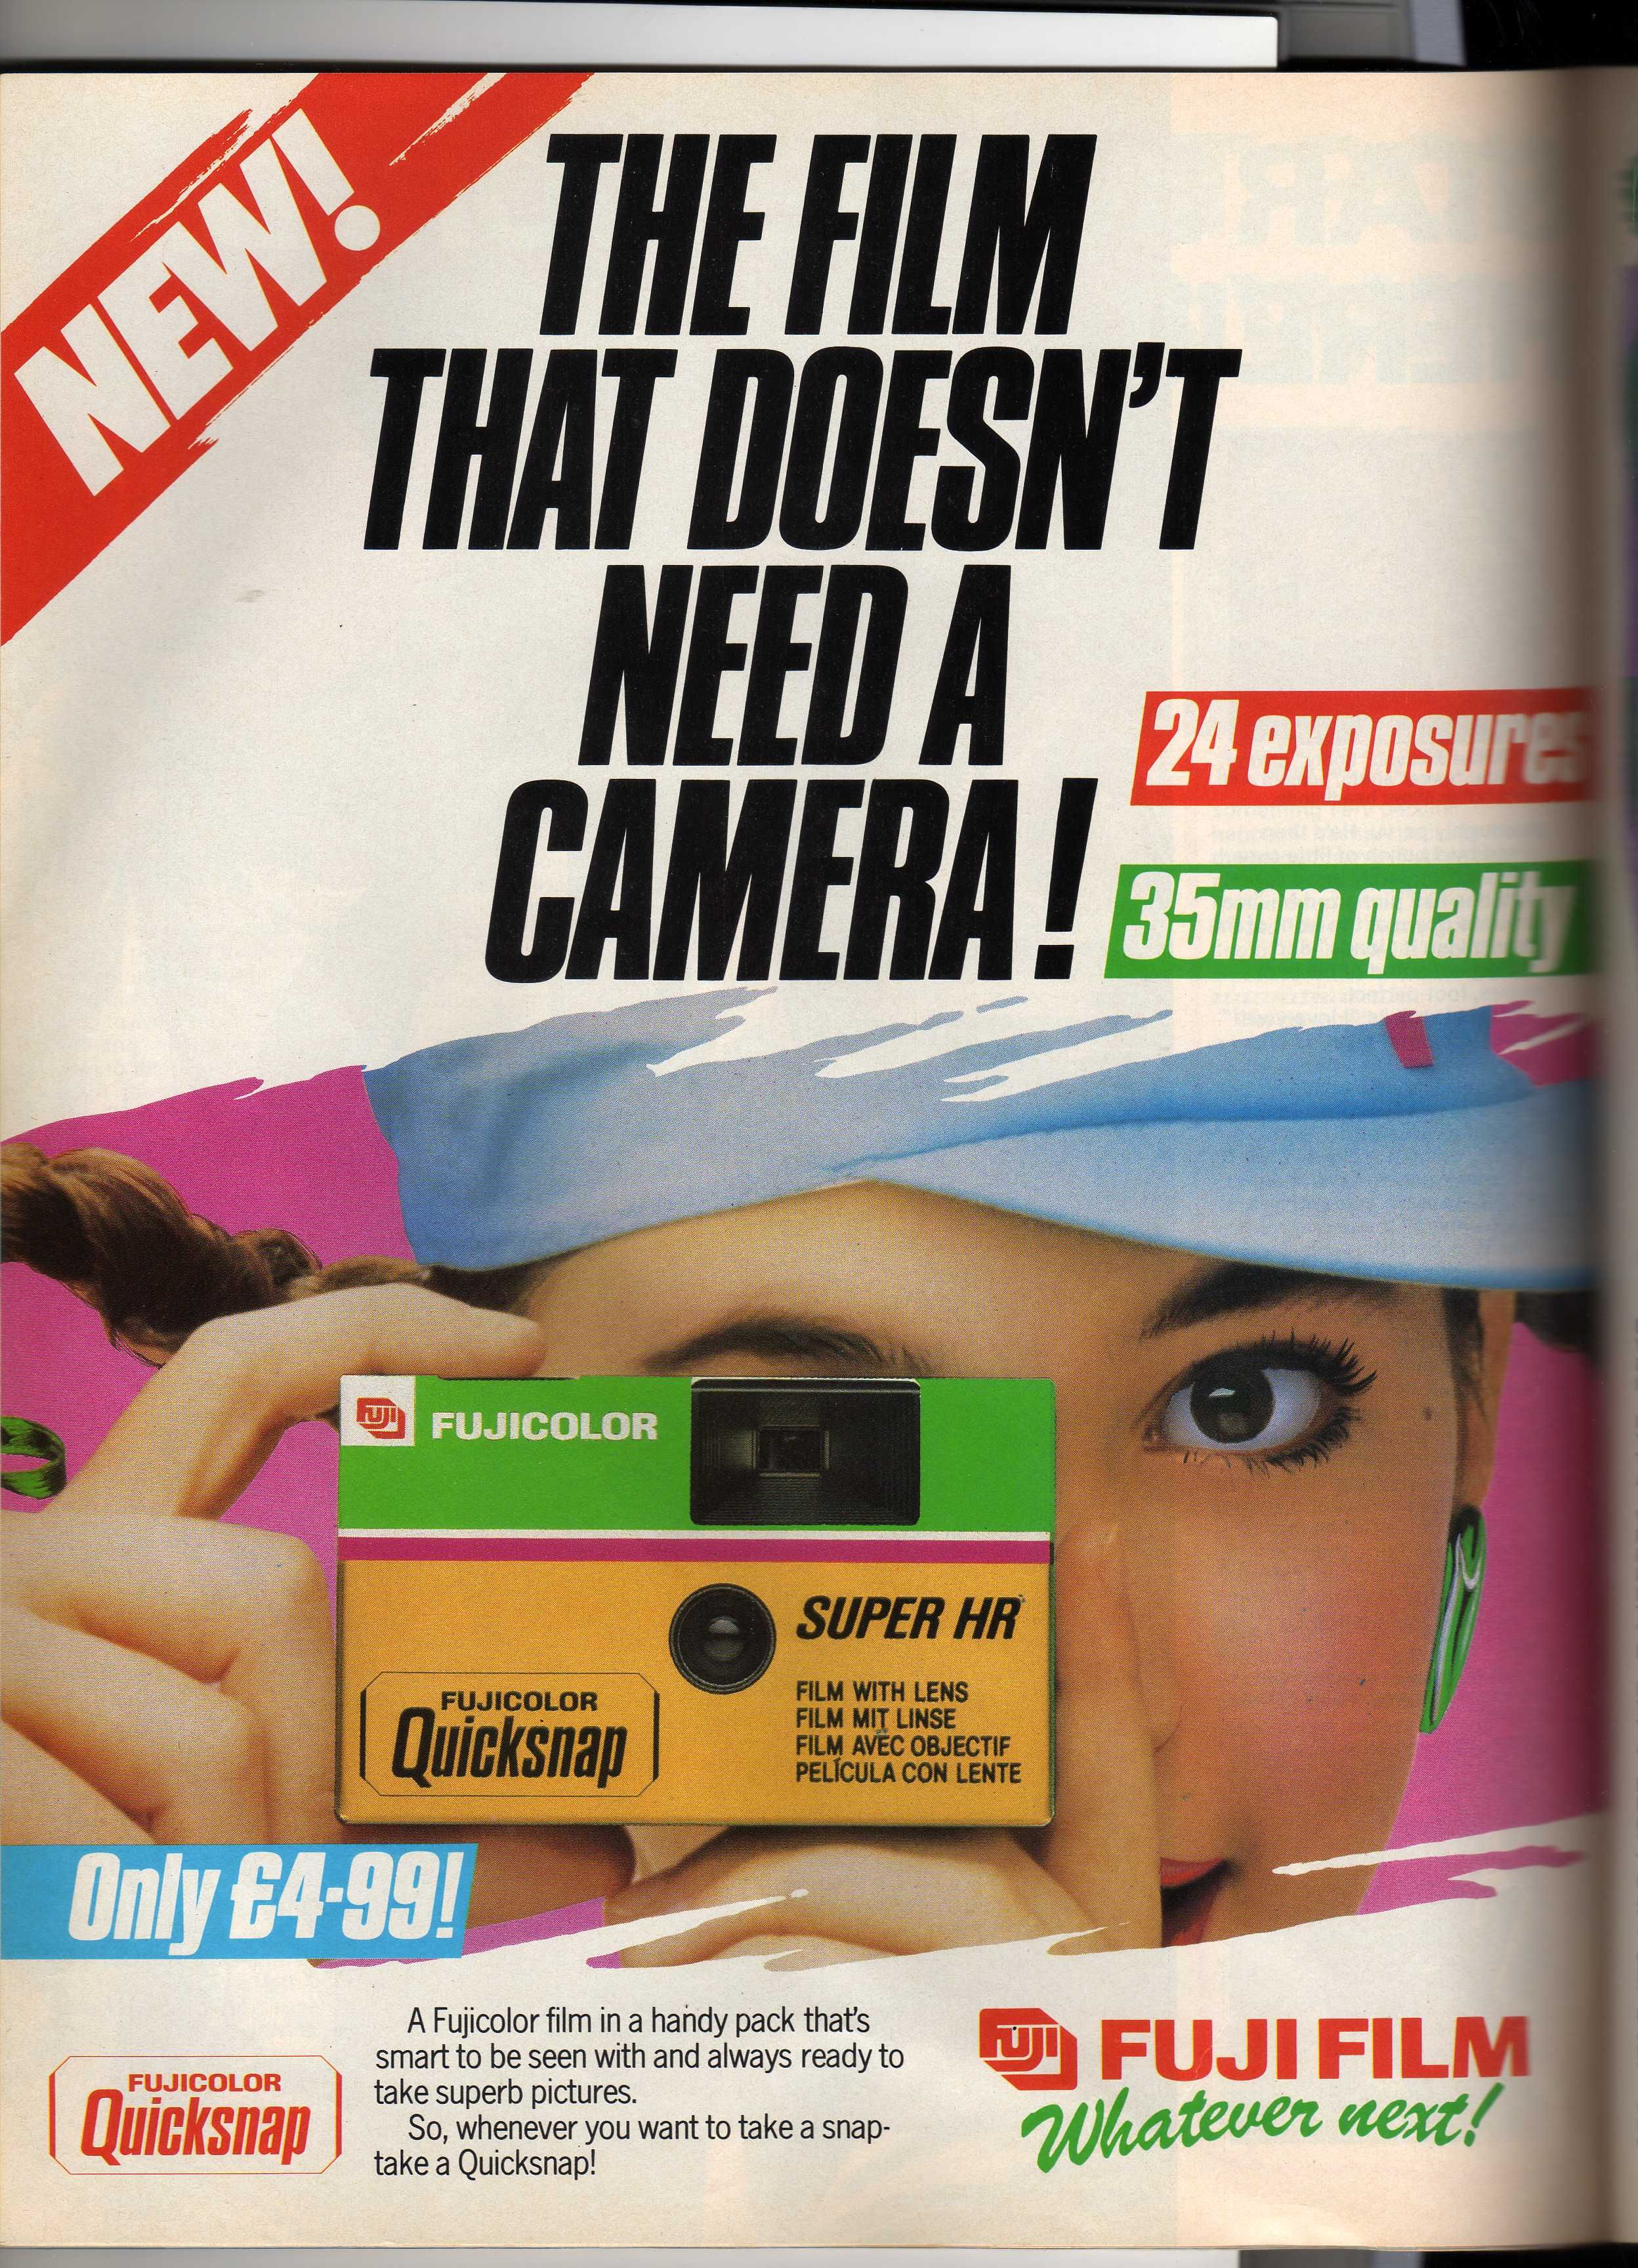 NEW!
THE FILM
THAT DOESN'T
NEED A
CAMERA!
24 exposures
35mm quality
FUJI FUJICOLOR
SUPER HR
FILM WITH LENS
FILM MIT LINSE
FILM AVEC OBJECTIF
PELÍCULA CON LENTE
FUJICOLOR
Quicksnap
Only £4-99!
A Fujicolor film in a handy pack that's
smart to be seen with and always ready to
take superb pictures.
So, whenever you want to take a snap-
take a Quicksnap!
FUJICOLOR
Quicksnap
FUJI FUJI FILM
Whatever next!